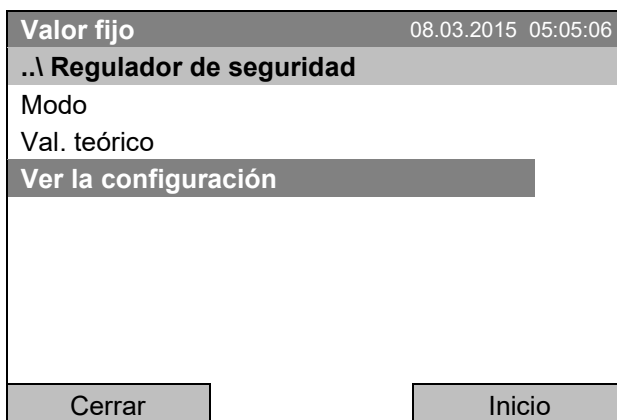 Valor fijo 08.03.2015 05:05:06
..\ Regulador de seguridad
Modo
Val. teórico
Ver la configuración
Cerrar Inicio